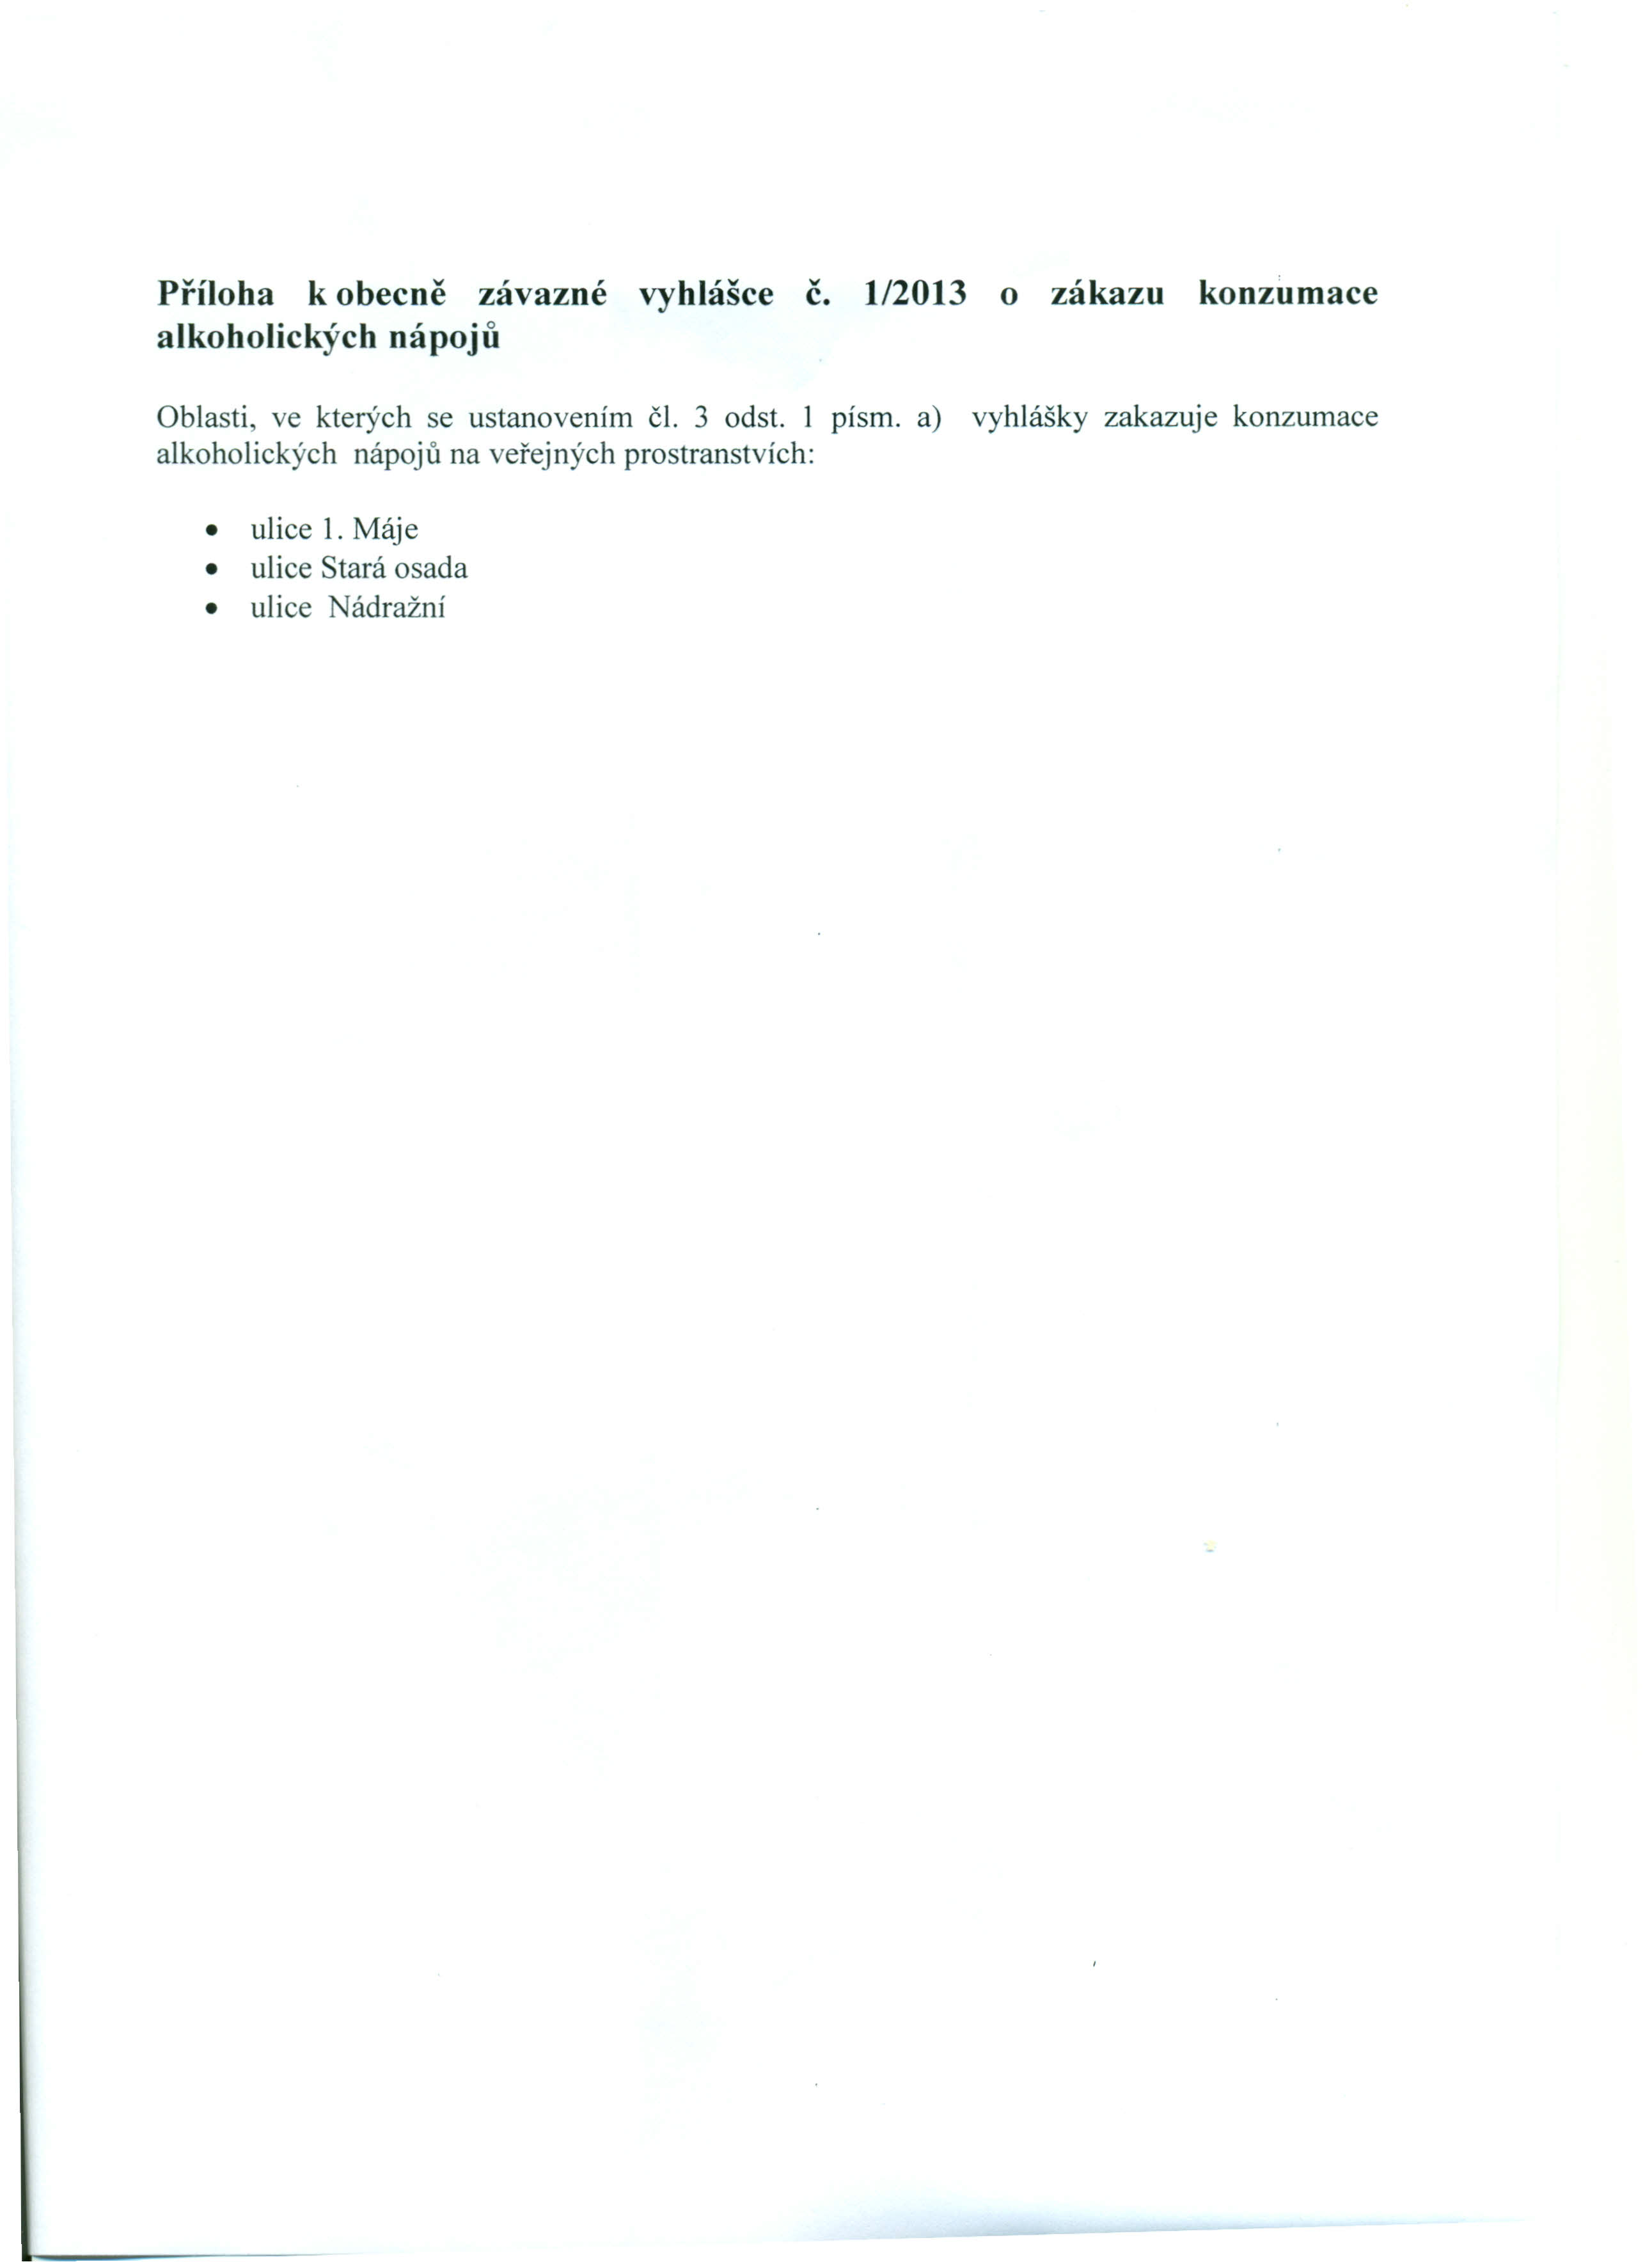 Příloha k obecně závazné vyhlášce č. 1/2013 o zákazu konzumace
alkoholických nápojů
Oblasti, ve kterých se ustanovením čl. 3 odst. 1 písm. a) vyhlášky zakazuje konzumace
alkoholických nápojů na veřejných prostranstvích:
• ulice 1. Máje
• ulice Stará osada
• ulice Nádražní